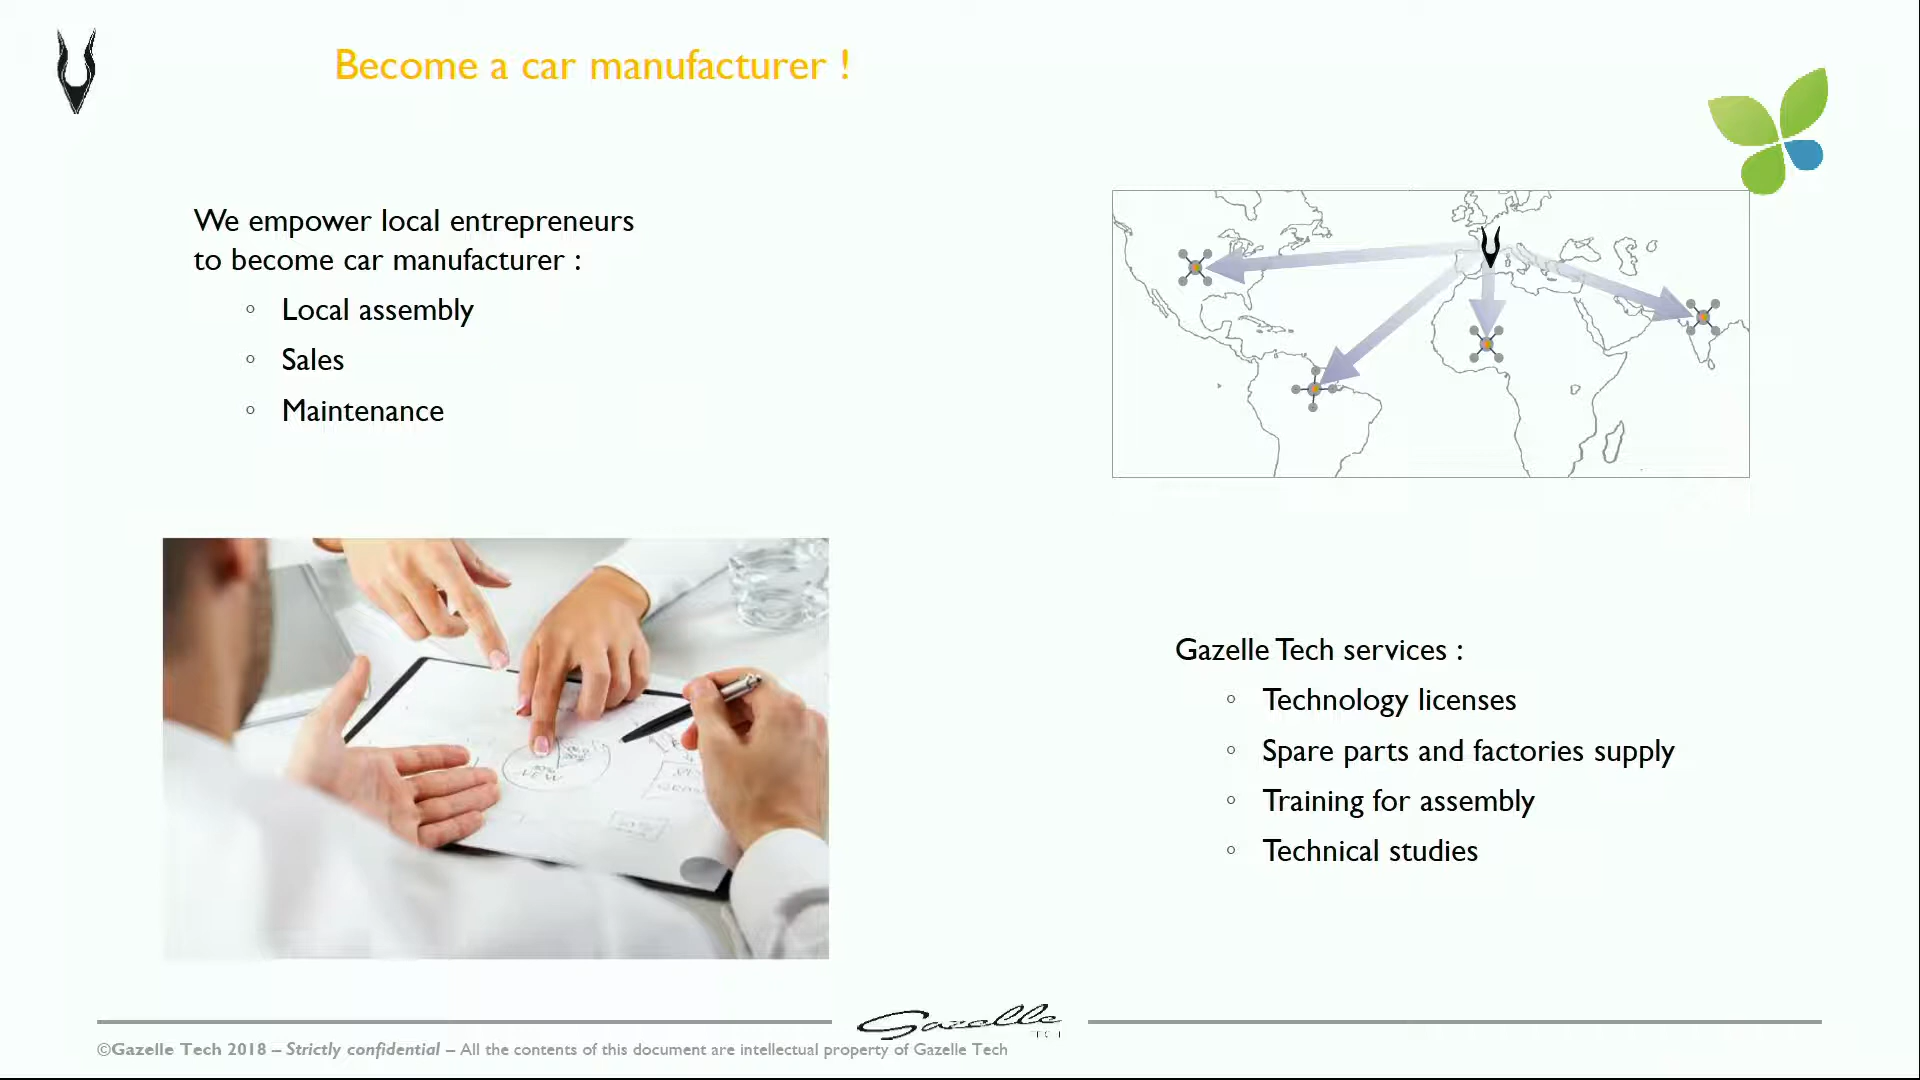 Become a car manufacturer !
We empower local entrepreneurs
to become car manufacturer :
Local assembly
Sales
Maintenance
NEW
Gazelle Tech services :
Technology licenses
Spare parts and factories supply
Training for assembly
Technical studies
Gazelle
TECH
©Gazelle Tech 2018 – Strictly confidential – All the contents of this document are intellectual property of Gazelle Tech